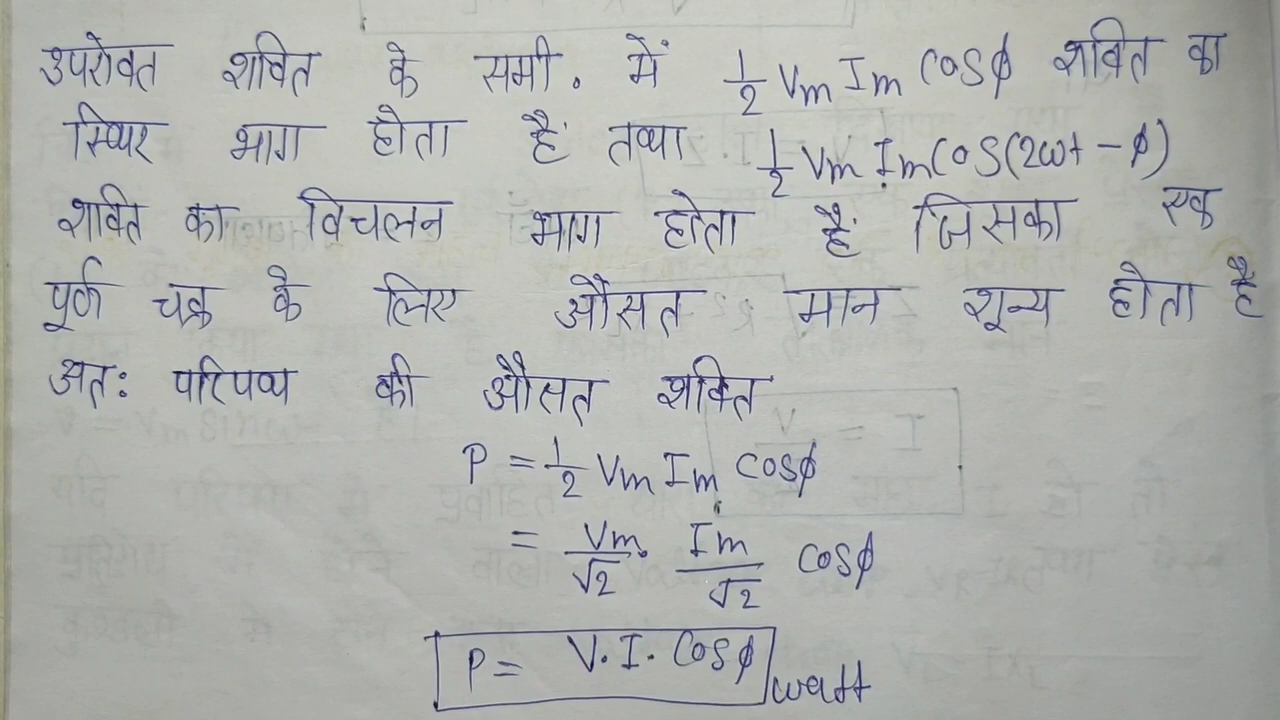 उपरोक्त शक्ति के समी. में 1/2 Vm Im cosϕ शक्ति का
स्थिर भाग होता है तथा 1/2 Vm Im cos(2ωt - ϕ)
शक्ति का विचलन भाग होता है जिसका एक
पूर्ण चक्र के लिए औसत मान शून्य होता है
अतः परिपथ की औसत शक्ति
P = 1/2 Vm Im cosϕ
= Vm/√2 . Im/√2 cosϕ
P = V. I. cosϕ watt